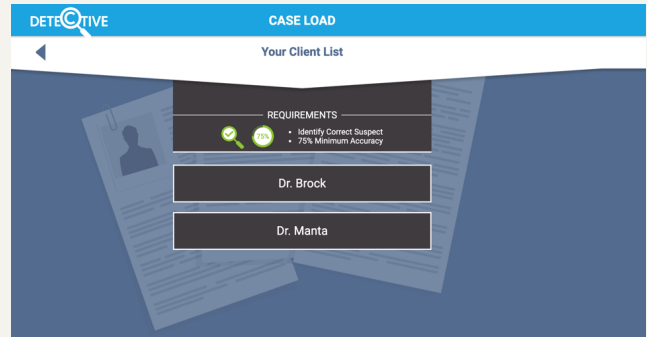 DETECTIVE
CASE LOAD
Your Client List
REQUIREMENTS
75%
• Identify Correct Suspect
• 75% Minimum Accuracy
Dr. Brock
Dr. Manta